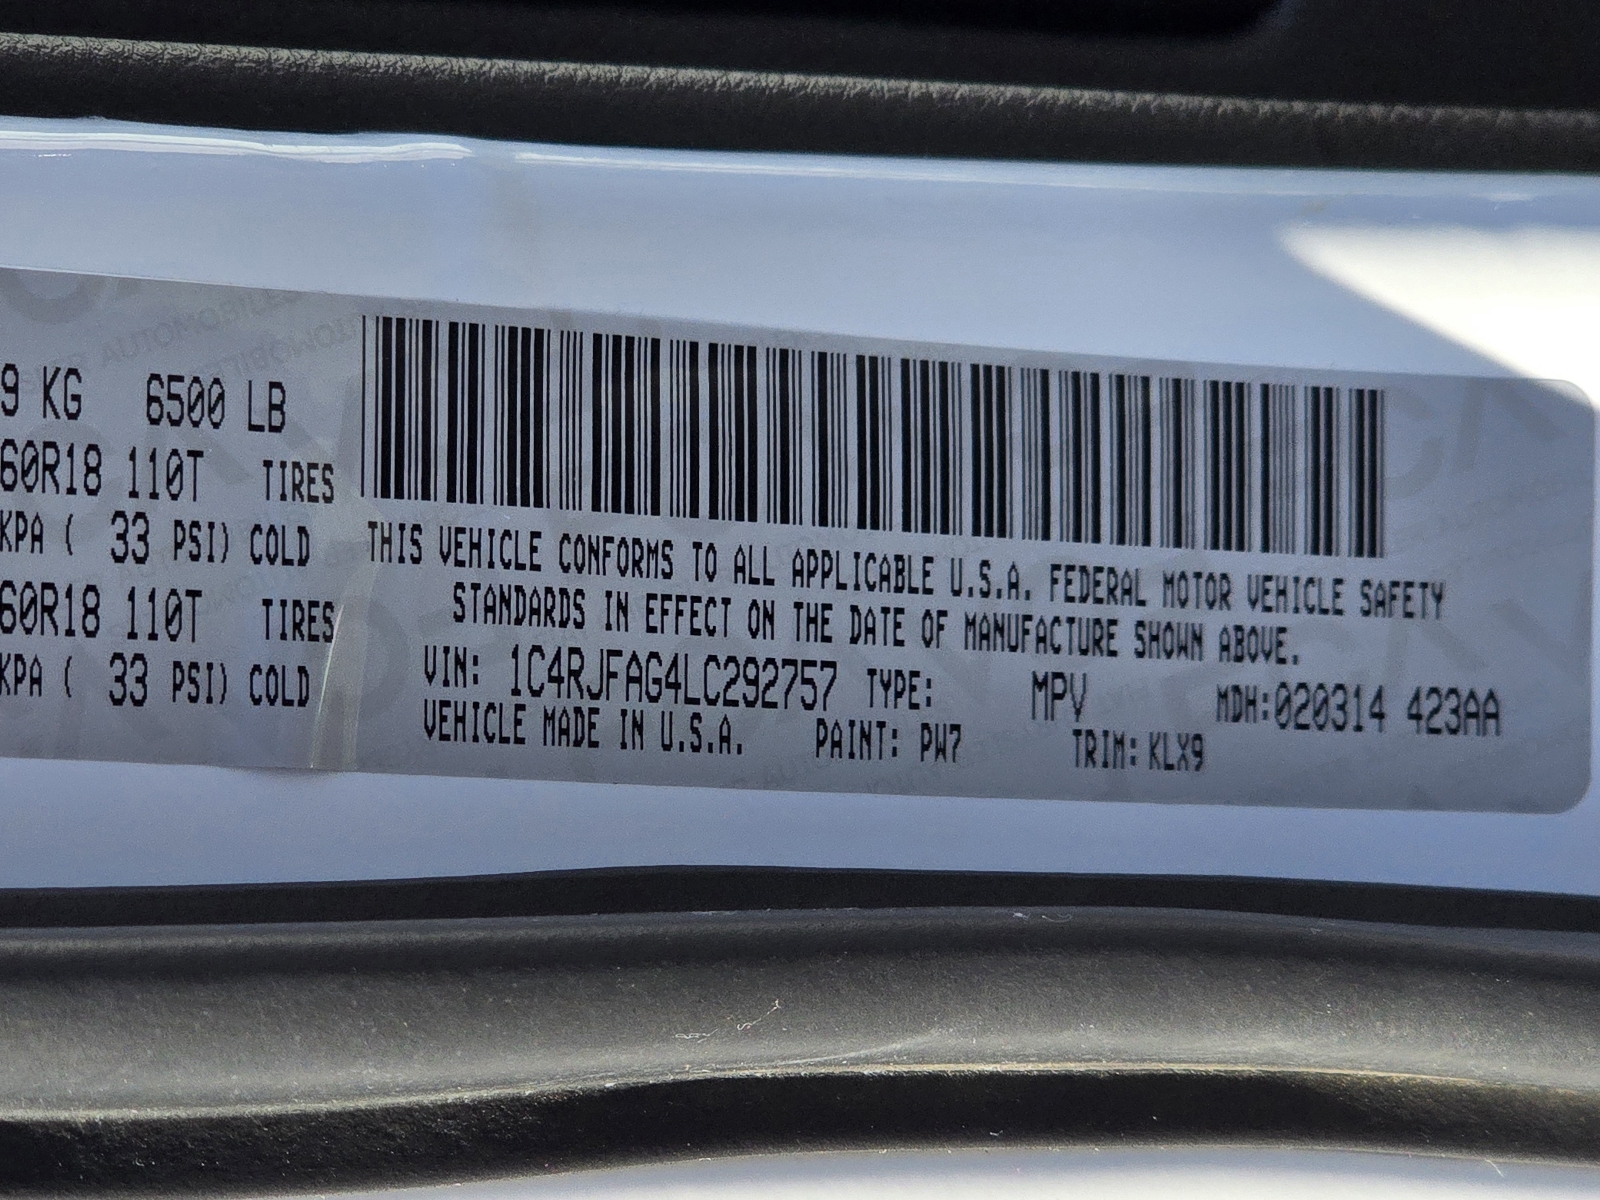 9 KG 6500 LB
60R18 110T TIRES
KPA ( 33 PSI) COLD
60R18 110T TIRES
KPA ( 33 PSI) COLD
THIS VEHICLE CONFORMS TO ALL APPLICABLE U.S.A. FEDERAL MOTOR VEHICLE SAFETY
STANDARDS IN EFFECT ON THE DATE OF MANUFACTURE SHOWN ABOVE.
VIN: 1C4RJFAG4LC292757 TYPE: MPV MDH:020314 423AA
VEHICLE MADE IN U.S.A. PAINT: PW7 TRIM: KLX9